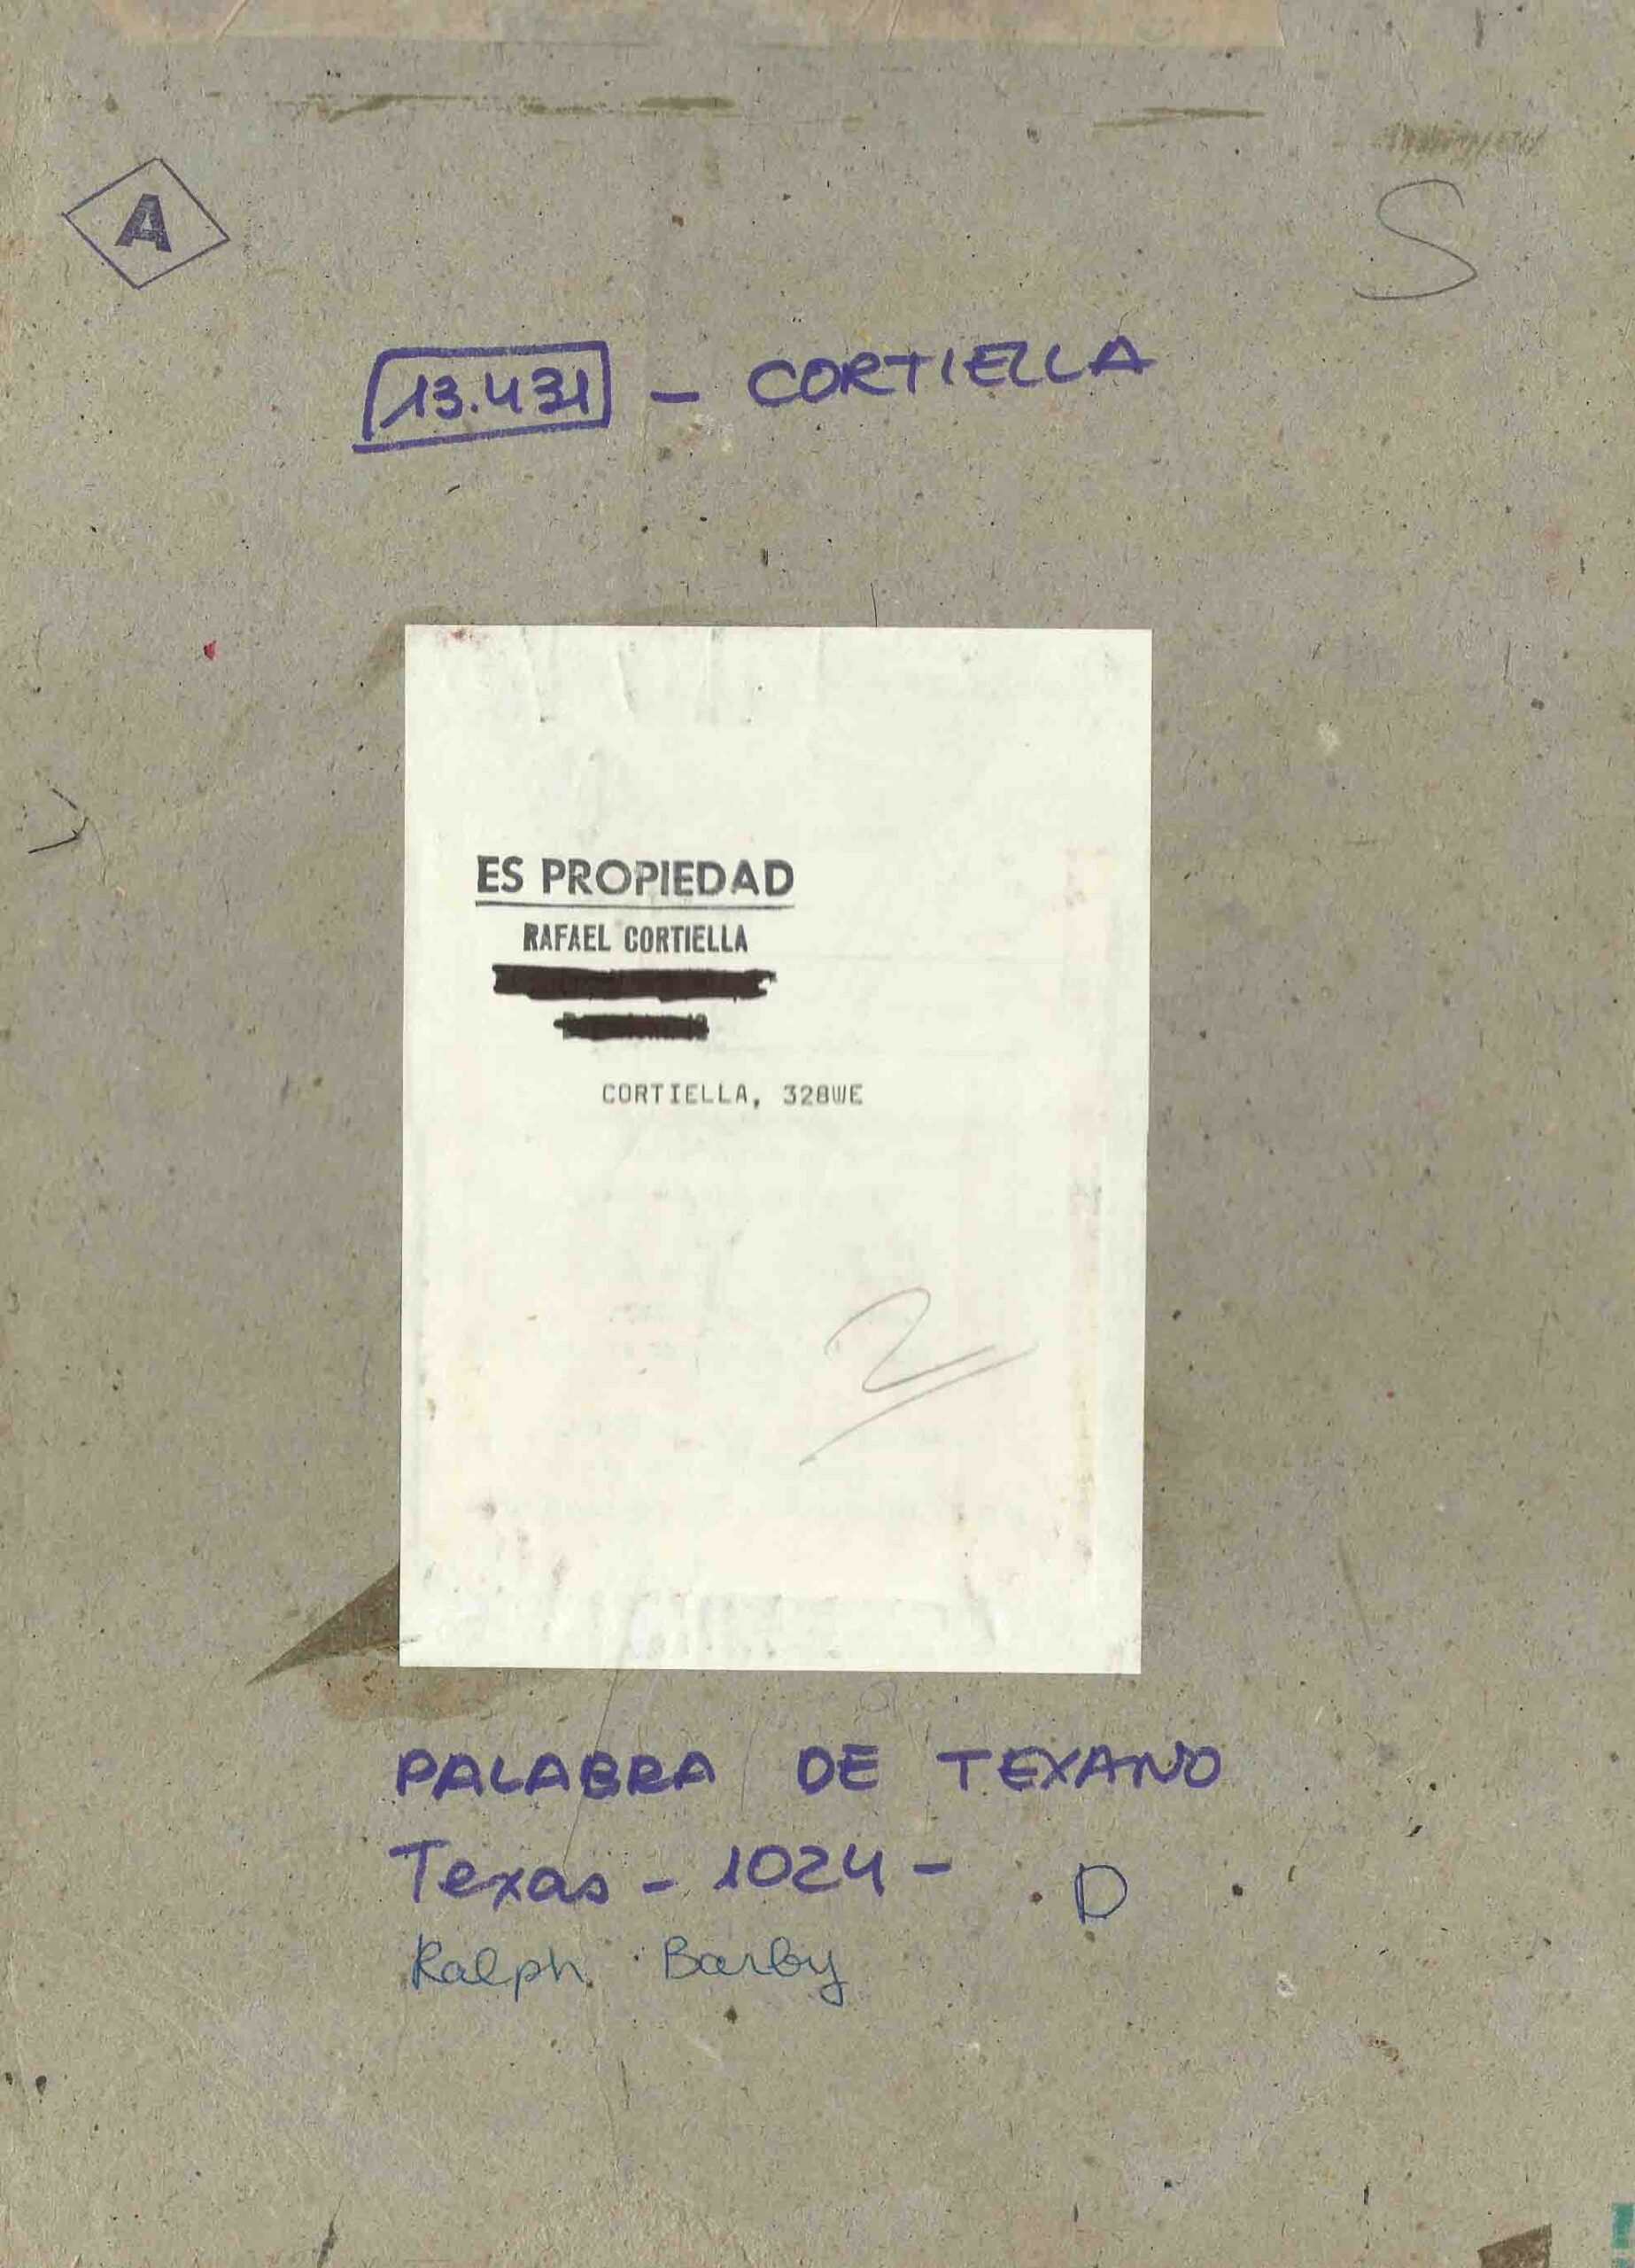 A
S
13.431 - CORTIELLA
ES PROPIEDAD
RAFAEL CORTIELLA
CORTIELLA, 328WE
2
PALABRA DE TEXANO
Texas - 1024 - D
Ralph Barby